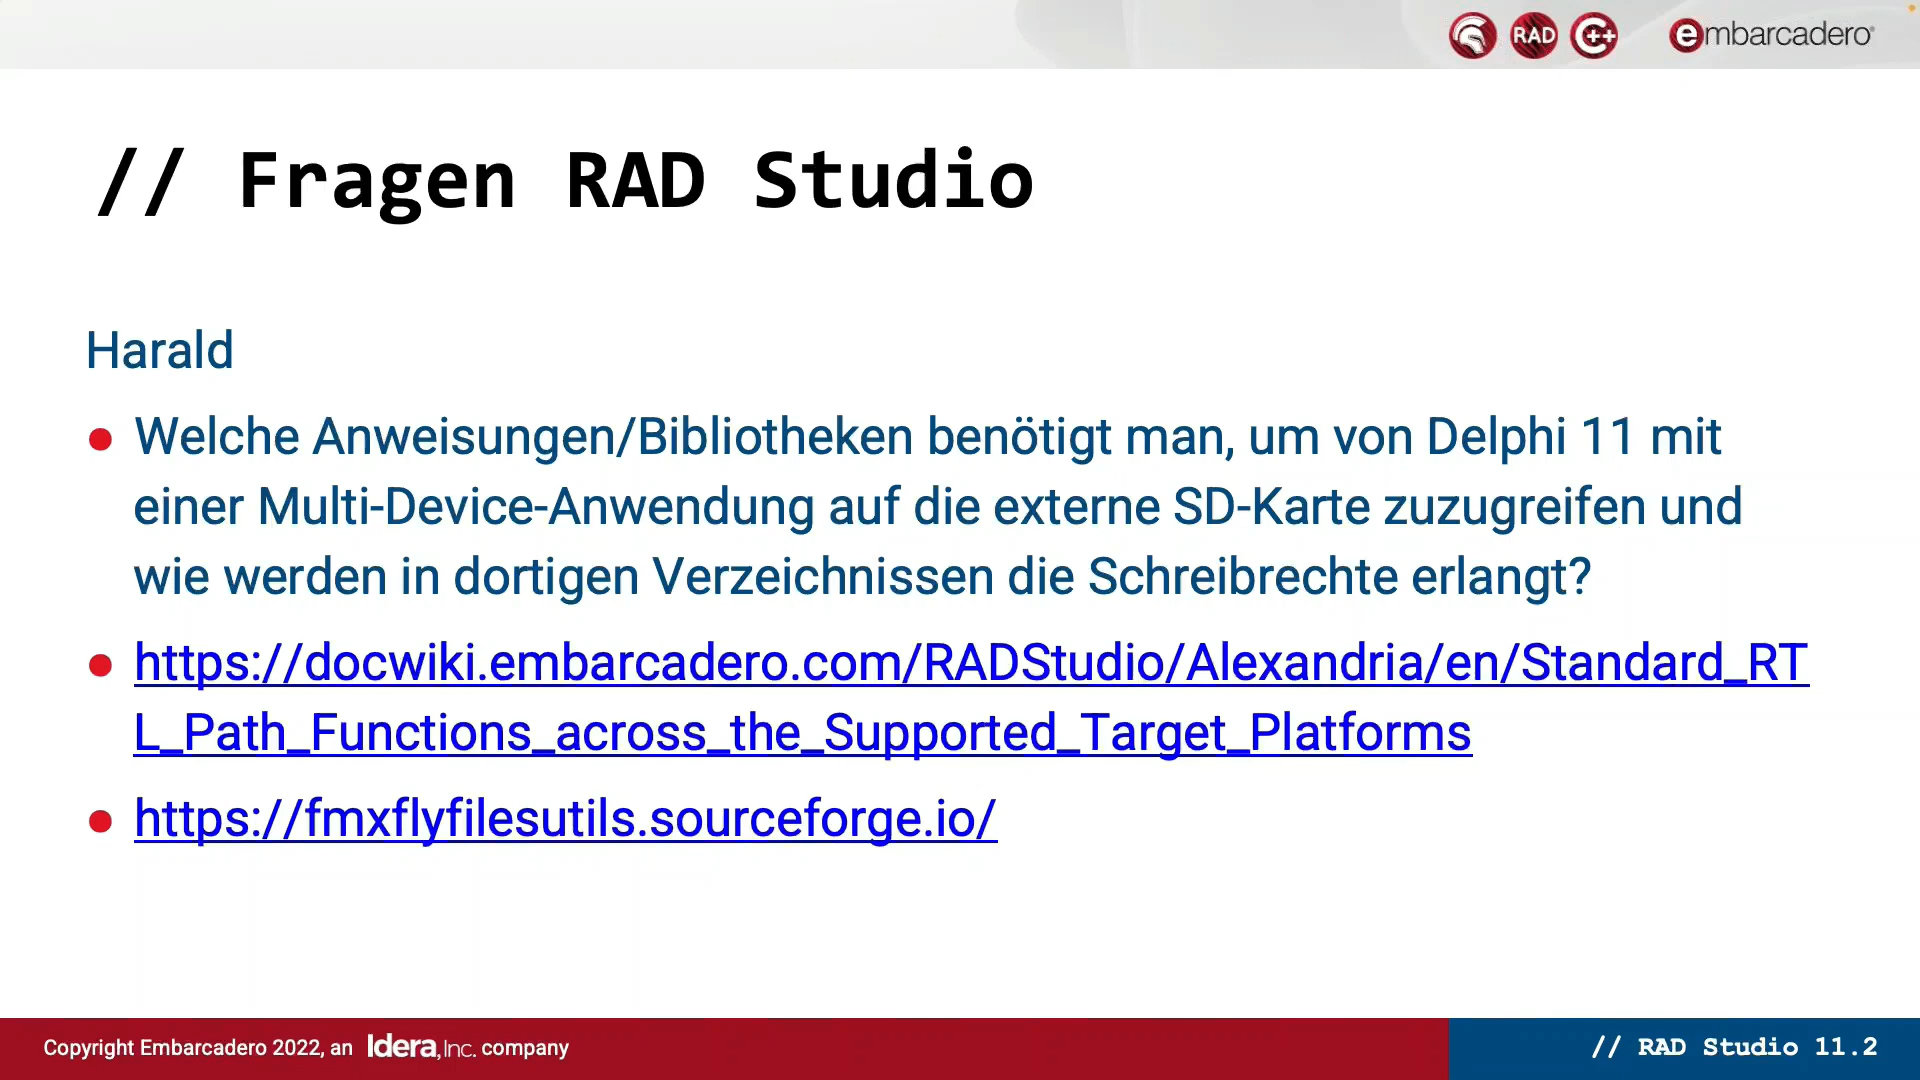 RAD
C++
embarcadero
// Fragen RAD Studio
Harald
Welche Anweisungen/Bibliotheken benötigt man, um von Delphi 11 mit
einer Multi-Device-Anwendung auf die externe SD-Karte zuzugreifen und
wie werden in dortigen Verzeichnissen die Schreibrechte erlangt?
https://docwiki.embarcadero.com/RADStudio/Alexandria/en/Standard_RT
L_Path_Functions_across_the_Supported_Target_Platforms
https://fmxflyfilesutils.sourceforge.io/
Copyright Embarcadero 2022, an Idera, Inc. company
// RAD Studio 11.2